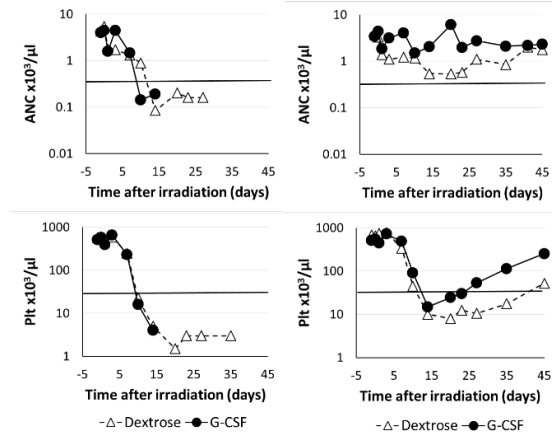 10
1
0.1
0.01
ANC x10³/µl
-5 5 15 25 35 45
Time after irradiation (days)
10
1
0.1
0.01
ANC x10³/µl
-5 5 15 25 35 45
Time after irradiation (days)
1000
100
10
1
Plt x10³/µl
-5 5 15 25 35 45
Time after irradiation (days)
1000
100
10
1
Plt x10³/µl
-5 5 15 25 35 45
Time after irradiation (days)
Dextrose G-CSF
Dextrose G-CSF